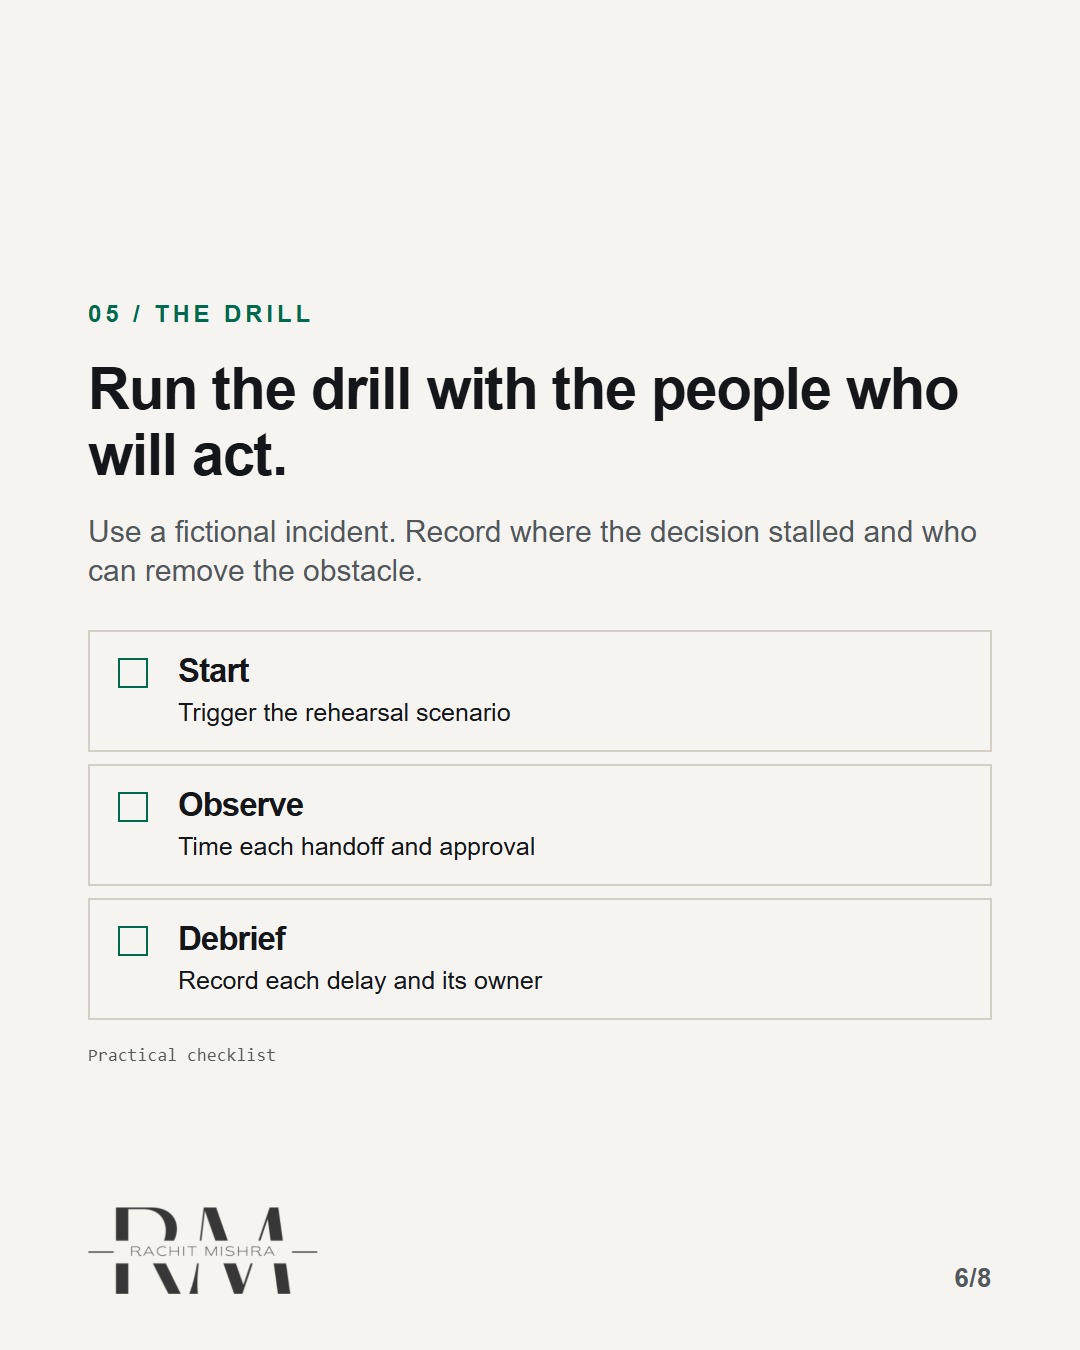 05 / THE DRILL
Run the drill with the people who
will act.
Use a fictional incident. Record where the decision stalled and who
can remove the obstacle.
Start
Trigger the rehearsal scenario
Observe
Time each handoff and approval
Debrief
Record each delay and its owner
Practical checklist
RM
RACHIT MISHRA
6/8